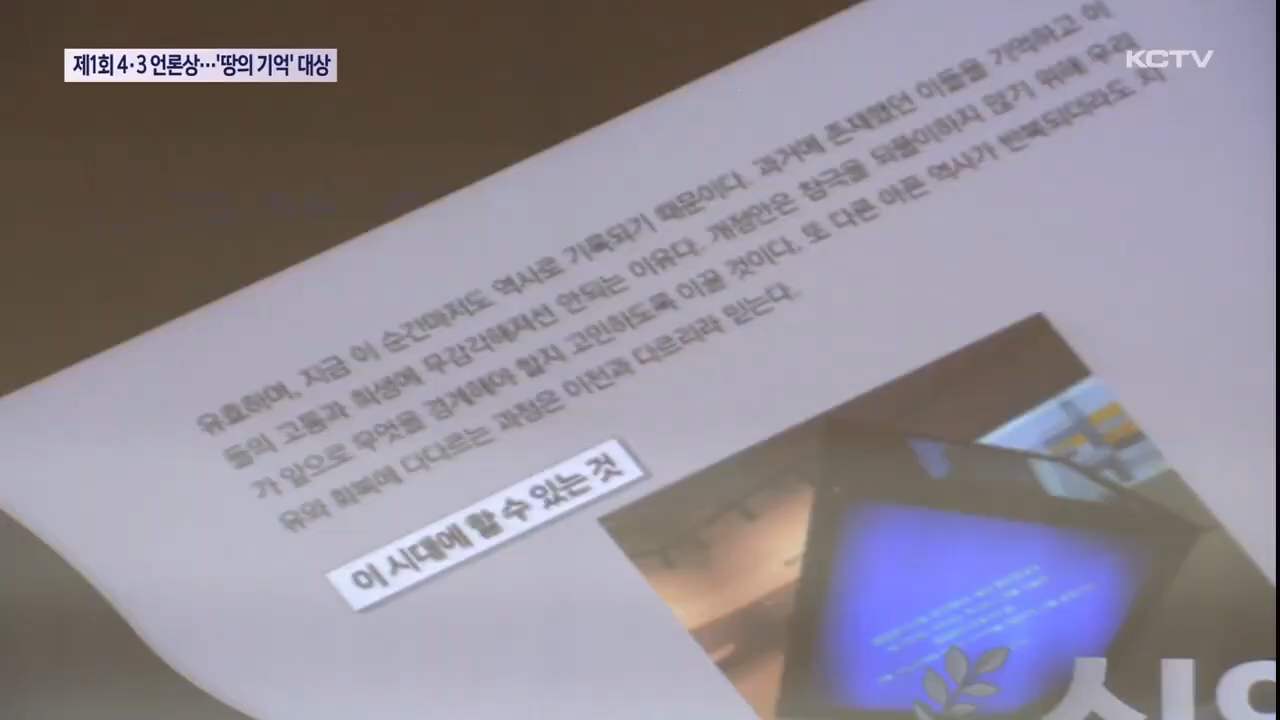 제1회 4·3 언론상…'땅의 기억' 대상
KCTV
유효하며, 지금 이 순간마저도 역사로 기록되기 때문이다. 과거에 존재했던 이들을 기억하고 이
들의 고통과 희생에 무감각해져선 안되는 이유다. 개정안은 참극을 되풀이하지 않기 위해 우리
가 앞으로 무엇을 경계해야 할지 고민하도록 이끌 것이다. 또 다른 아픈 역사가 반복되더라도 치
유와 회복에 다다르는 과정은 이전과 다르리라 믿는다.
이 시대에 할 수 있는 것